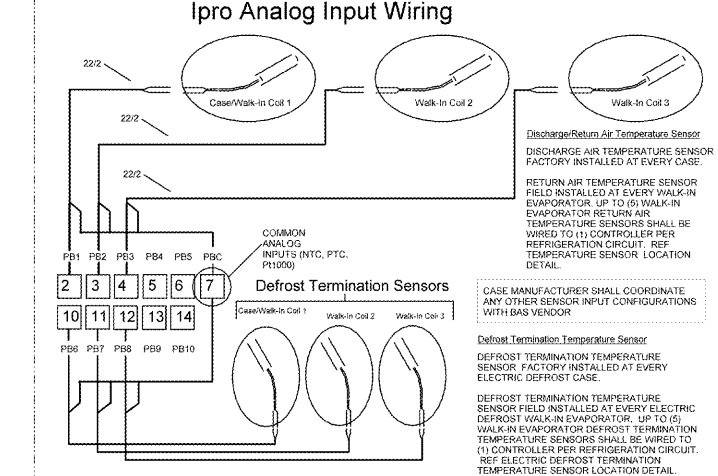 Ipro Analog Input Wiring
22/2
Case/Walk-In Coil 1
Walk-In Coil 2
Walk-In Coil 3
22/2
22/2
Discharge/Return Air Temperature Sensor
DISCHARGE AIR TEMPERATURE SENSOR
FACTORY INSTALLED AT EVERY CASE.
RETURN AIR TEMPERATURE SENSOR
FIELD INSTALLED AT EVERY WALK-IN
EVAPORATOR. UP TO (5) WALK-IN
EVAPORATOR RETURN AIR
TEMPERATURE SENSORS SHALL BE
WIRED TO (1) CONTROLLER PER
REFRIGERATION CIRCUIT. REF
TEMPERATURE SENSOR LOCATION
DETAIL.
COMMON
ANALOG
INPUTS (NTC, PTC,
Pt1000)
PB1 PB2 PB3 PB4 PB5 PBC
2 3 4 5 6 7
10 11 12 13 14
PB6 PB7 PB8 PB9 PB10
Defrost Termination Sensors
Case/Walk-In Coil 1
Walk-In Coil 2
Walk-In Coil 3
CASE MANUFACTURER SHALL COORDINATE
ANY OTHER SENSOR INPUT CONFIGURATIONS
WITH BAS VENDOR
Defrost Termination Temperature Sensor
DEFROST TERMINATION TEMPERATURE
SENSOR FACTORY INSTALLED AT EVERY
ELECTRIC DEFROST CASE.
DEFROST TERMINATION TEMPERATURE
SENSOR FIELD INSTALLED AT EVERY ELECTRIC
DEFROST WALK-IN EVAPORATOR. UP TO (5)
WALK-IN EVAPORATOR DEFROST TERMINATION
TEMPERATURE SENSORS SHALL BE WIRED TO
(1) CONTROLLER PER REFRIGERATION CIRCUIT.
REF ELECTRIC DEFROST TERMINATION
TEMPERATURE SENSOR LOCATION DETAIL.